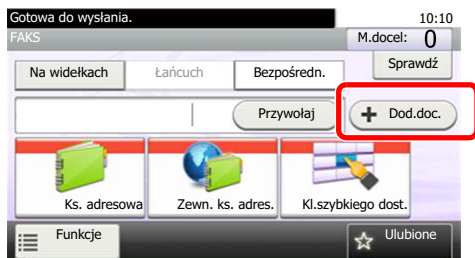 Gotowa do wysłania. 10:10
FAKS M.docel: 0
Na widełkach Łańcuch Bezpośredn. Sprawdź
Przywołaj Dod.doc.
Ks. adresowa Zewn. ks. adres. Kl.szybkiego dost.
Funkcje Ulubione